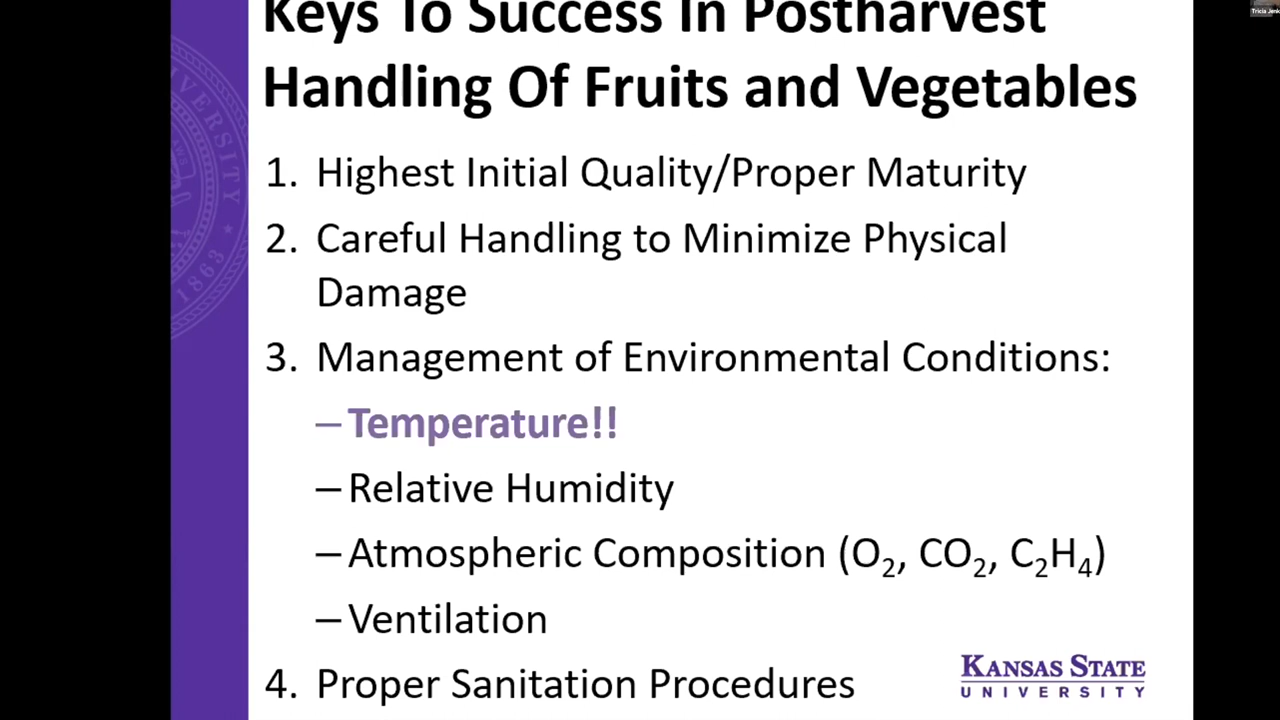 Keys To Success In Postharvest
Handling Of Fruits and Vegetables
1. Highest Initial Quality/Proper Maturity
2. Careful Handling to Minimize Physical
Damage
3. Management of Environmental Conditions:
– Temperature!!
– Relative Humidity
– Atmospheric Composition (O₂, CO₂, C₂H₄)
– Ventilation
4. Proper Sanitation Procedures
KANSAS STATE
UNIVERSITY
1863
Tricia